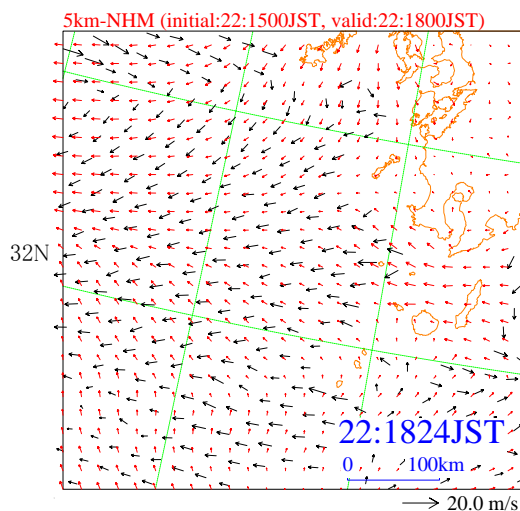 5km-NHM (initial:22:1500JST, valid:22:1800JST)
32N
22:1824JST
0 100km
20.0 m/s